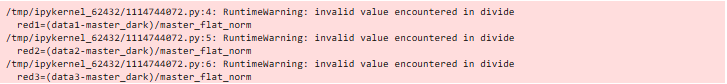 /tmp/ipykernel_62432/1114744072.py:4: RuntimeWarning: invalid value encountered in divide
  red1=(data1-master_dark)/master_flat_norm
/tmp/ipykernel_62432/1114744072.py:5: RuntimeWarning: invalid value encountered in divide
  red2=(data2-master_dark)/master_flat_norm
/tmp/ipykernel_62432/1114744072.py:6: RuntimeWarning: invalid value encountered in divide
  red3=(data3-master_dark)/master_flat_norm